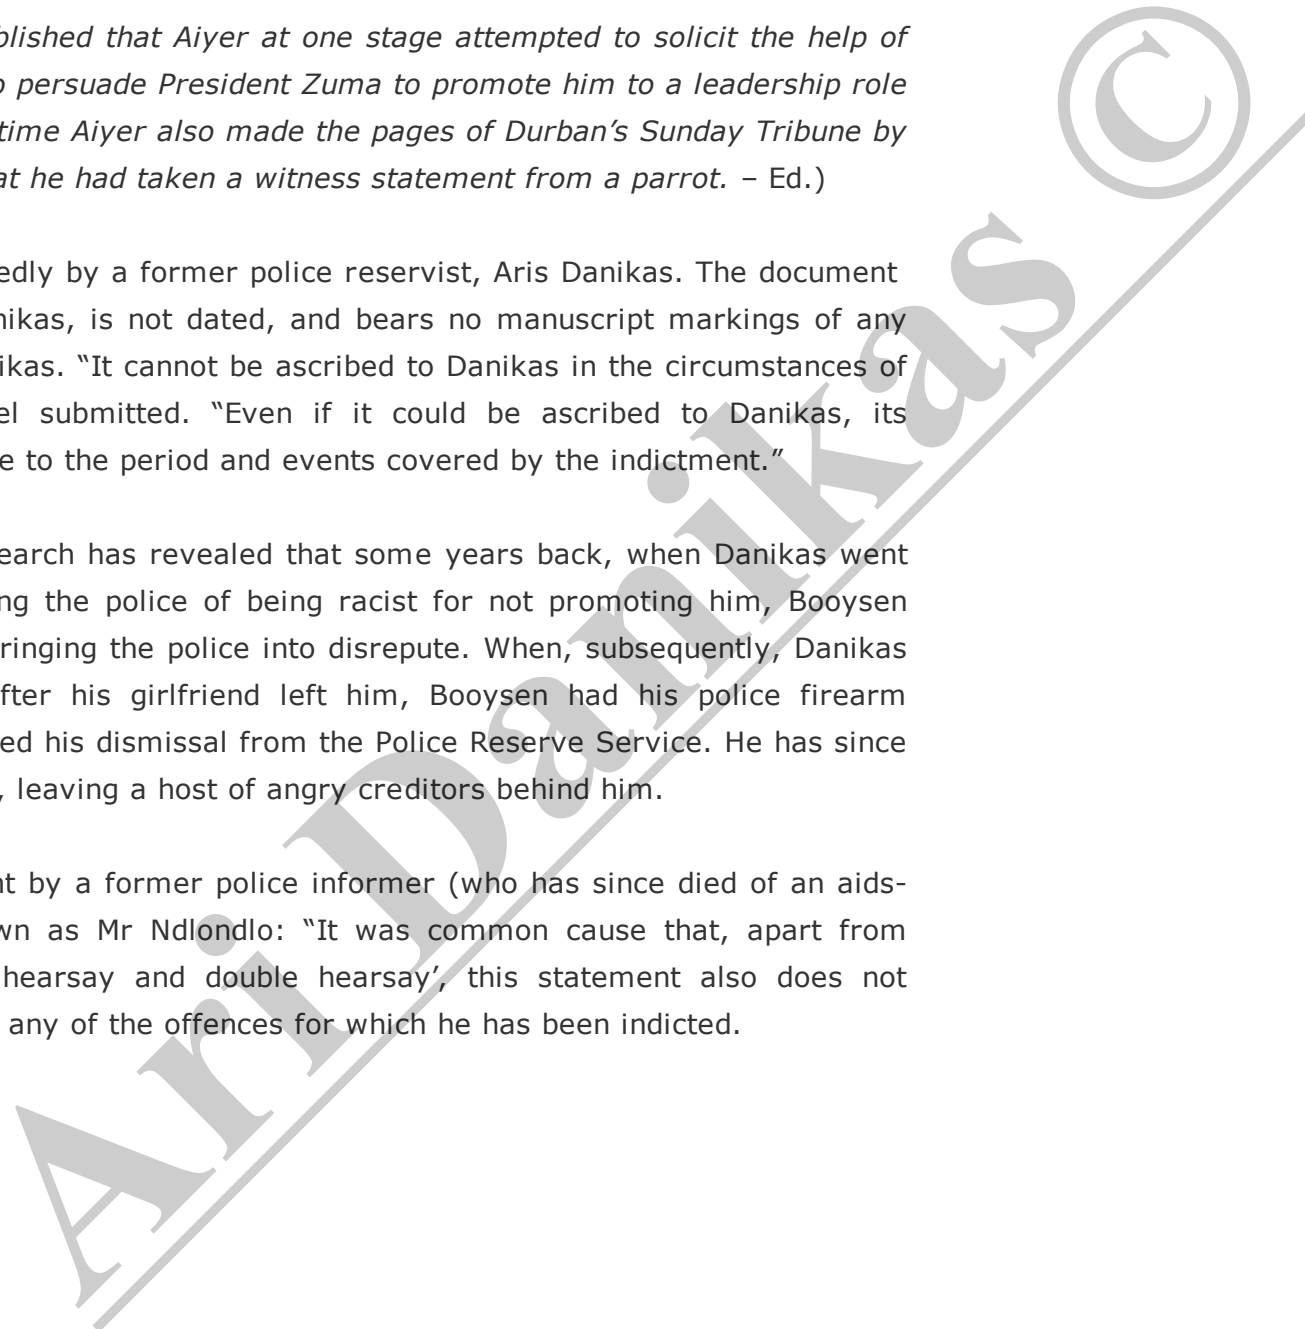 blished that Aiyer at one stage attempted to solicit the help of
o persuade President Zuma to promote him to a leadership role
time Aiyer also made the pages of Durban's Sunday Tribune by
at he had taken a witness statement from a parrot. – Ed.)
edly by a former police reservist, Aris Danikas. The document
nikas, is not dated, and bears no manuscript markings of any
ikas. “It cannot be ascribed to Danikas in the circumstances of
el submitted. “Even if it could be ascribed to Danikas, its
e to the period and events covered by the indictment.”
earch has revealed that some years back, when Danikas went
ng the police of being racist for not promoting him, Booysen
ringing the police into disrepute. When, subsequently, Danikas
fter his girlfriend left him, Booysen had his police firearm
ed his dismissal from the Police Reserve Service. He has since
, leaving a host of angry creditors behind him.
nt by a former police informer (who has since died of an aids-
wn as Mr Ndlondlo: “It was common cause that, apart from
hearsay and double hearsay’, this statement also does not
any of the offences for which he has been indicted.
Ari Danikas ©